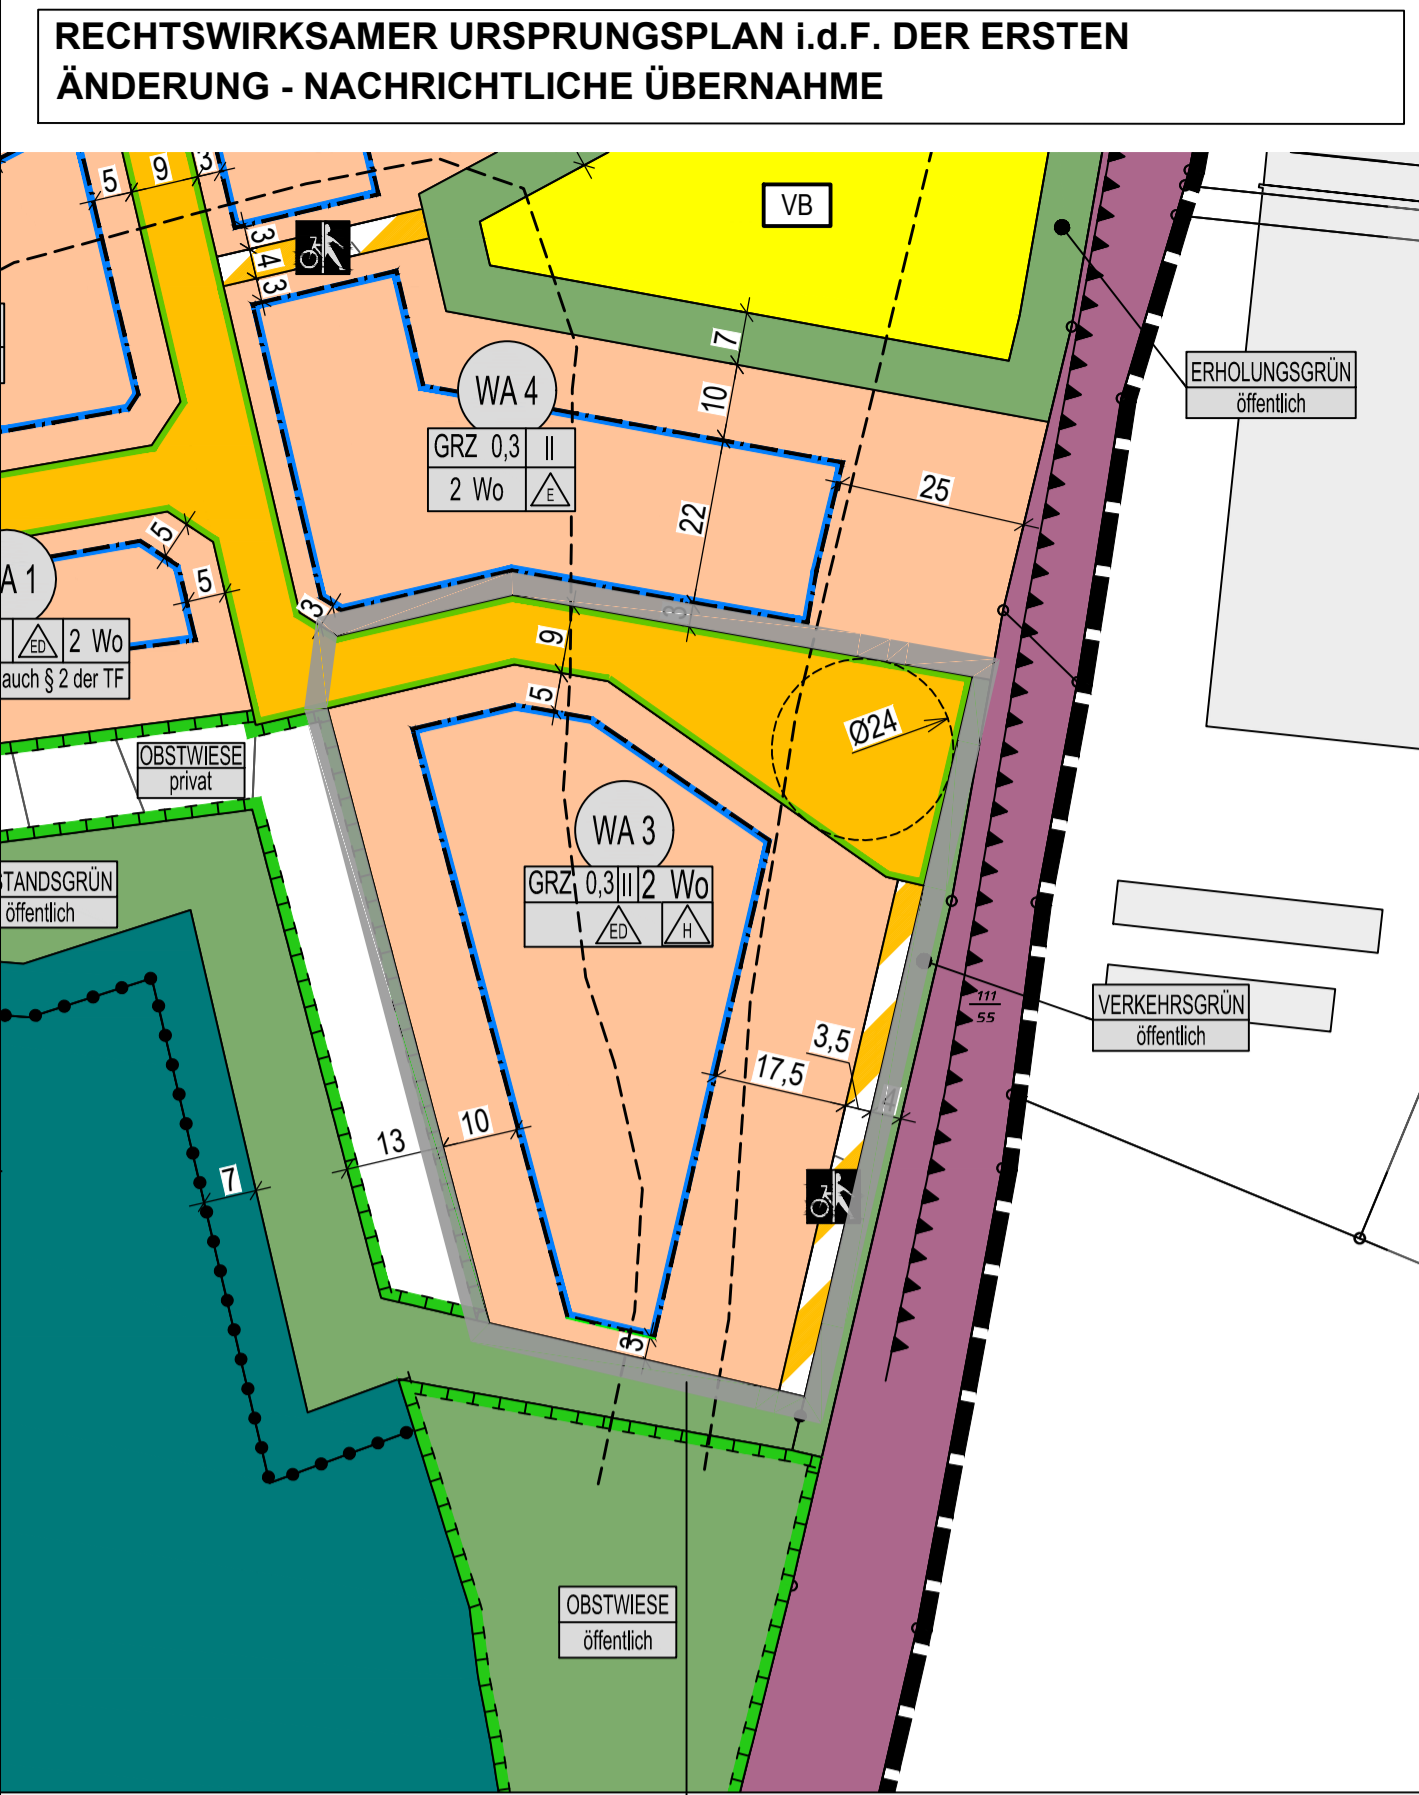 RECHTSWIRKSAMER URSPRUNGSPLAN i.d.F. DER ERSTEN
ÄNDERUNG - NACHRICHTLICHE ÜBERNAHME
5
9
3
3
4
3
VB
7
10
22
25
WA 4
GRZ 0,3 II
2 Wo E
ERHOLUNGSGRÜN
öffentlich
5
5
A 1
ED 2 Wo
auch § 2 der TF
3
3
9
5
Ø24
OBSTWIESE
privat
WA 3
GRZ 0,3 II 2 Wo
ED H
TANDSGRÜN
öffentlich
111
55
VERKEHRSGRÜN
öffentlich
3,5
17,5
4
10
13
7
3
OBSTWIESE
öffentlich